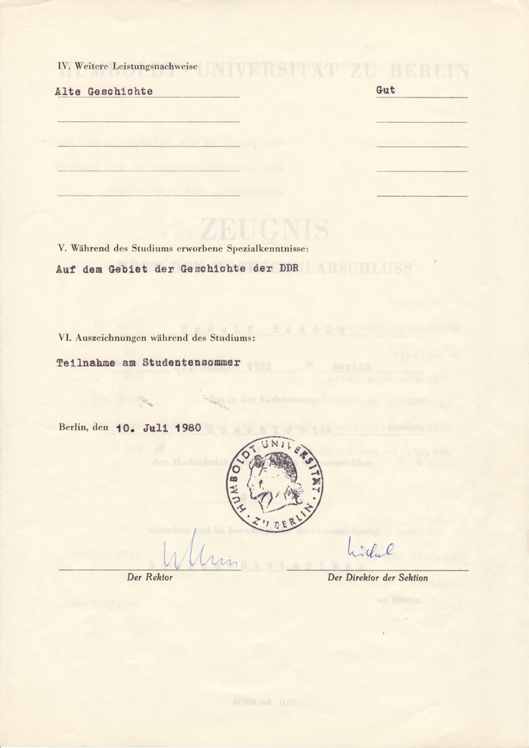 IV. Weitere Leistungsnachweise
Alte Geschichte Gut
V. Während des Studiums erworbene Spezialkenntnisse:
Auf dem Gebiet der Geschichte der DDR
VI. Auszeichnungen während des Studiums:
Teilnahme am Studentensommer
Berlin, den 10. Juli 1980
HUMBOLDT UNIVERSITÄT
· ZU BERLIN ·
Der Rektor Der Direktor der Sektion
HUMBOLDT-UNIVERSITÄT ZU BERLIN
ZEUGNIS